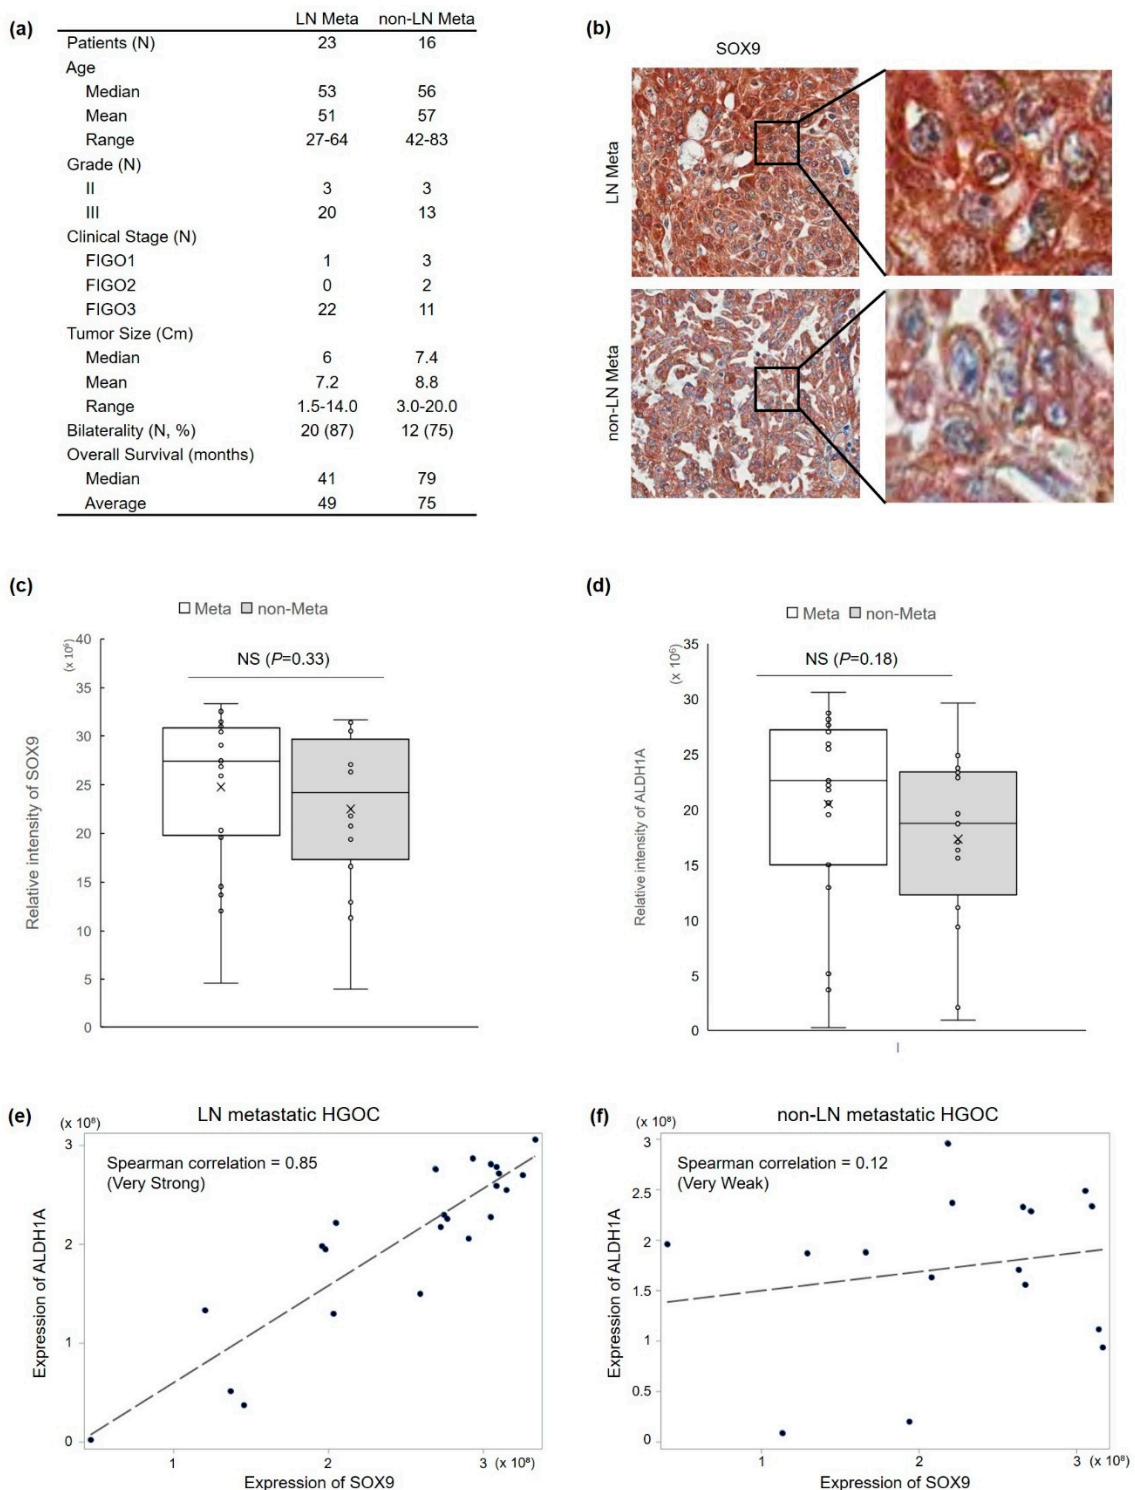 (a)
LN Meta non-LN Meta
Patients (N) 23 16
Age
Median 53 56
Mean 51 57
Range 27-64 42-83
Grade (N)
II 3 3
III 20 13
Clinical Stage (N)
FIGO1 1 3
FIGO2 0 2
FIGO3 22 11
Tumor Size (Cm)
Median 6 7.4
Mean 7.2 8.8
Range 1.5-14.0 3.0-20.0
Bilaterality (N, %) 20 (87) 12 (75)
Overall Survival (months)
Median 41 79
Average 49 75
(b)
SOX9
LN Meta
non-LN Meta
(c)
Meta non-Meta
(x 10⁶)
NS (P=0.33)
Relative intensity of SOX9
40
35
30
25
20
15
10
5
0
(d)
Meta non-Meta
(x 10⁶)
NS (P=0.18)
Relative intensity of ALDH1A
35
30
25
20
15
10
5
0
(e)
LN metastatic HGOC
(x 10⁸)
Spearman correlation = 0.85
(Very Strong)
Expression of ALDH1A
3
2
1
0
1 2 3 (x 10⁸)
Expression of SOX9
(f)
non-LN metastatic HGOC
(x 10⁸)
Spearman correlation = 0.12
(Very Weak)
Expression of ALDH1A
3
2.5
2
1.5
1
0.5
0
1 2 3 (x 10⁸)
Expression of SOX9